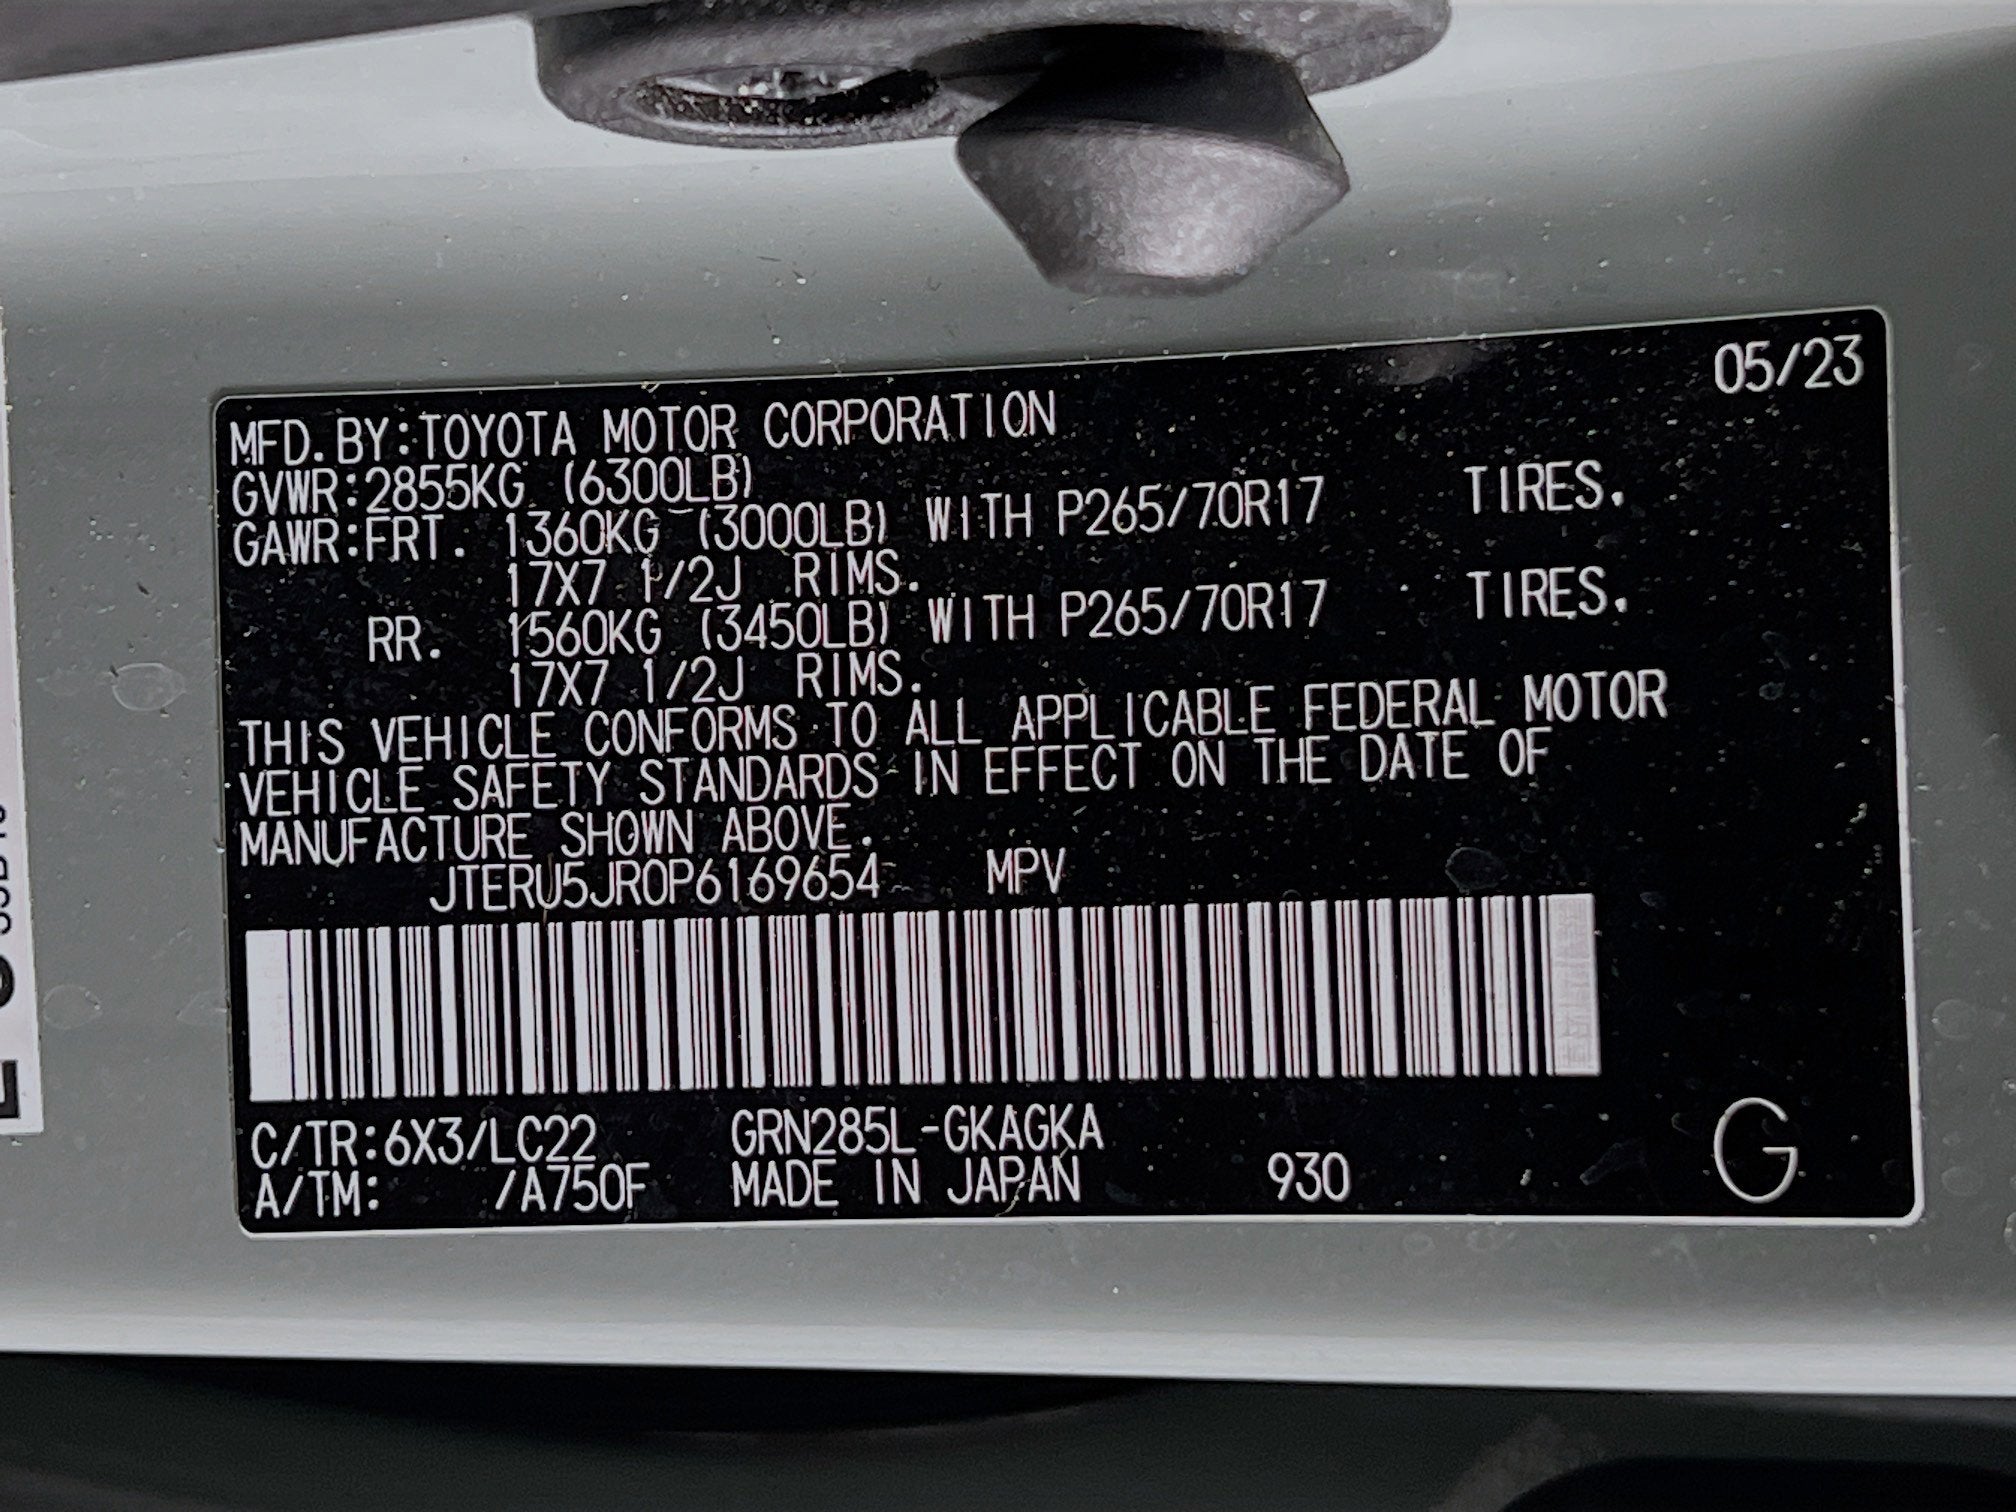 05/23
MFD.BY:TOYOTA MOTOR CORPORATION
GVWR:2855KG (6300LB)
GAWR:FRT. 1360KG (3000LB) WITH P265/70R17 TIRES.
17X7 1/2J RIMS.
RR. 1560KG (3450LB) WITH P265/70R17 TIRES.
17X7 1/2J RIMS.
THIS VEHICLE CONFORMS TO ALL APPLICABLE FEDERAL MOTOR
VEHICLE SAFETY STANDARDS IN EFFECT ON THE DATE OF
MANUFACTURE SHOWN ABOVE.
JTERU5JR0P6169654 MPV
C/TR:6X3/LC22 GRN285L-GKAGKA
A/TM: /A750F MADE IN JAPAN 930 G